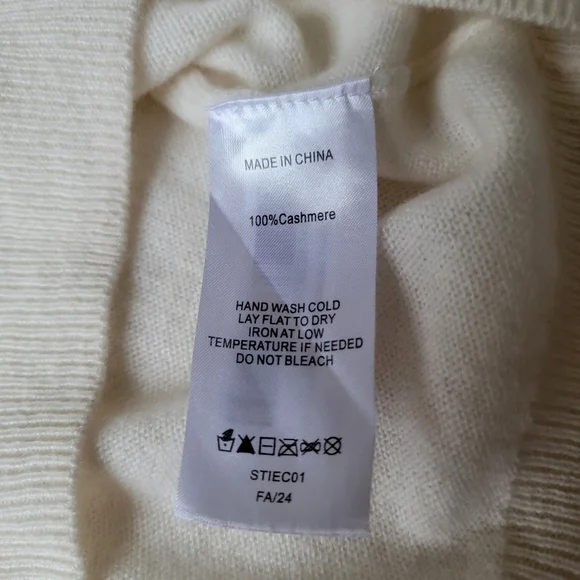 MADE IN CHINA
100%Cashmere
HAND WASH COLD
LAY FLAT TO DRY
IRON AT LOW
TEMPERATURE IF NEEDED
DO NOT BLEACH
STIEC01
FA/24